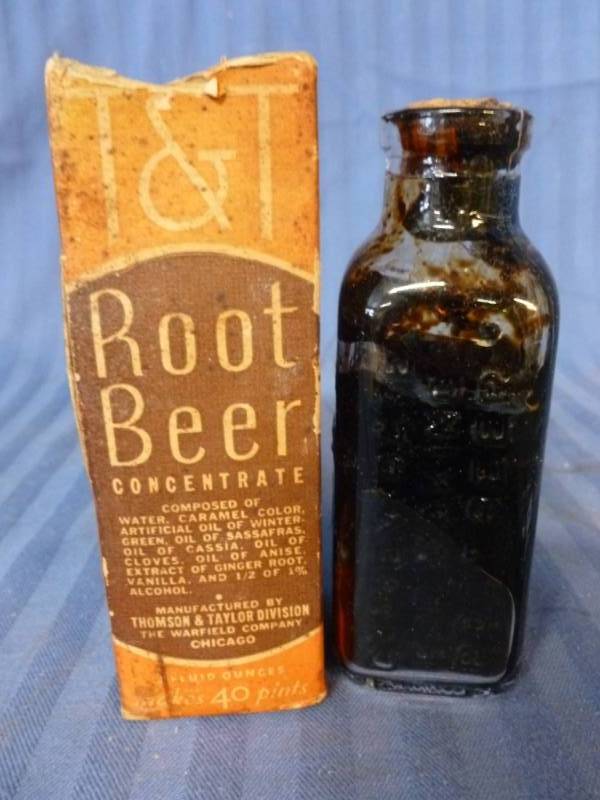 T&T
Root
Beer
CONCENTRATE
COMPOSED OF
WATER, CARAMEL COLOR,
ARTIFICIAL OIL OF WINTER-
GREEN, OIL OF SASSAFRAS,
OIL OF CASSIA, OIL OF
CLOVES, OIL OF ANISE,
EXTRACT OF GINGER ROOT,
VANILLA, AND 1/2 OF 1%
ALCOHOL.
MANUFACTURED BY
THOMSON & TAYLOR DIVISION
THE WARFIELD COMPANY
CHICAGO
FLUID OUNCES
makes 40 pints